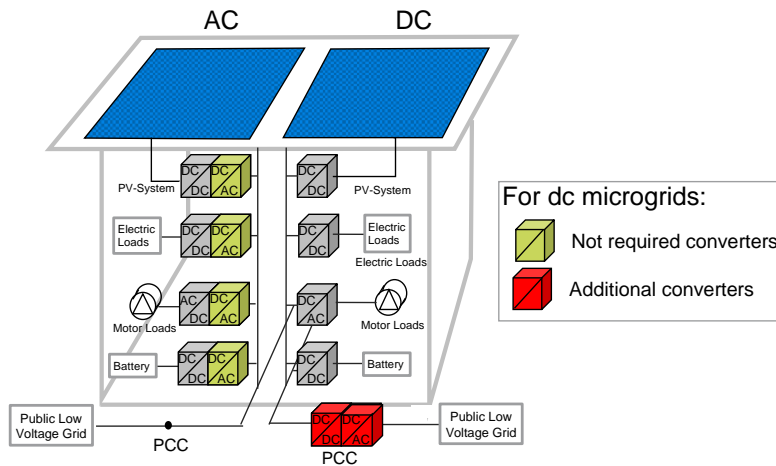 AC
DC
DC
DC
DC
AC
DC
DC
PV-System
PV-System
For dc microgrids:
Electric
Loads
DC
DC
DC
AC
DC
DC
Electric
Loads
Electric Loads
Not required converters
Additional converters
AC
DC
DC
AC
DC
AC
Motor Loads
Motor Loads
Battery
DC
DC
DC
AC
DC
DC
Battery
Public Low
Voltage Grid
PCC
DC
DC
DC
AC
PCC
Public Low
Voltage Grid